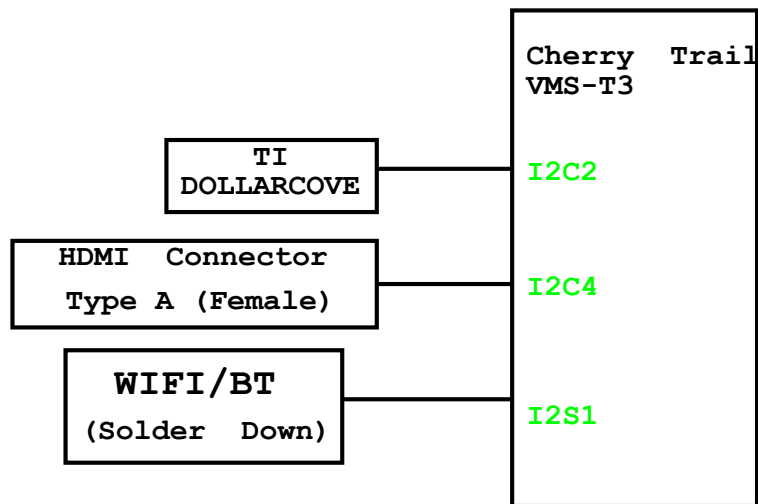 Cherry Trail
VMS-T3
TI
DOLLARCOVE
I2C2
HDMI Connector
Type A (Female)
I2C4
WIFI/BT
(Solder Down)
I2S1